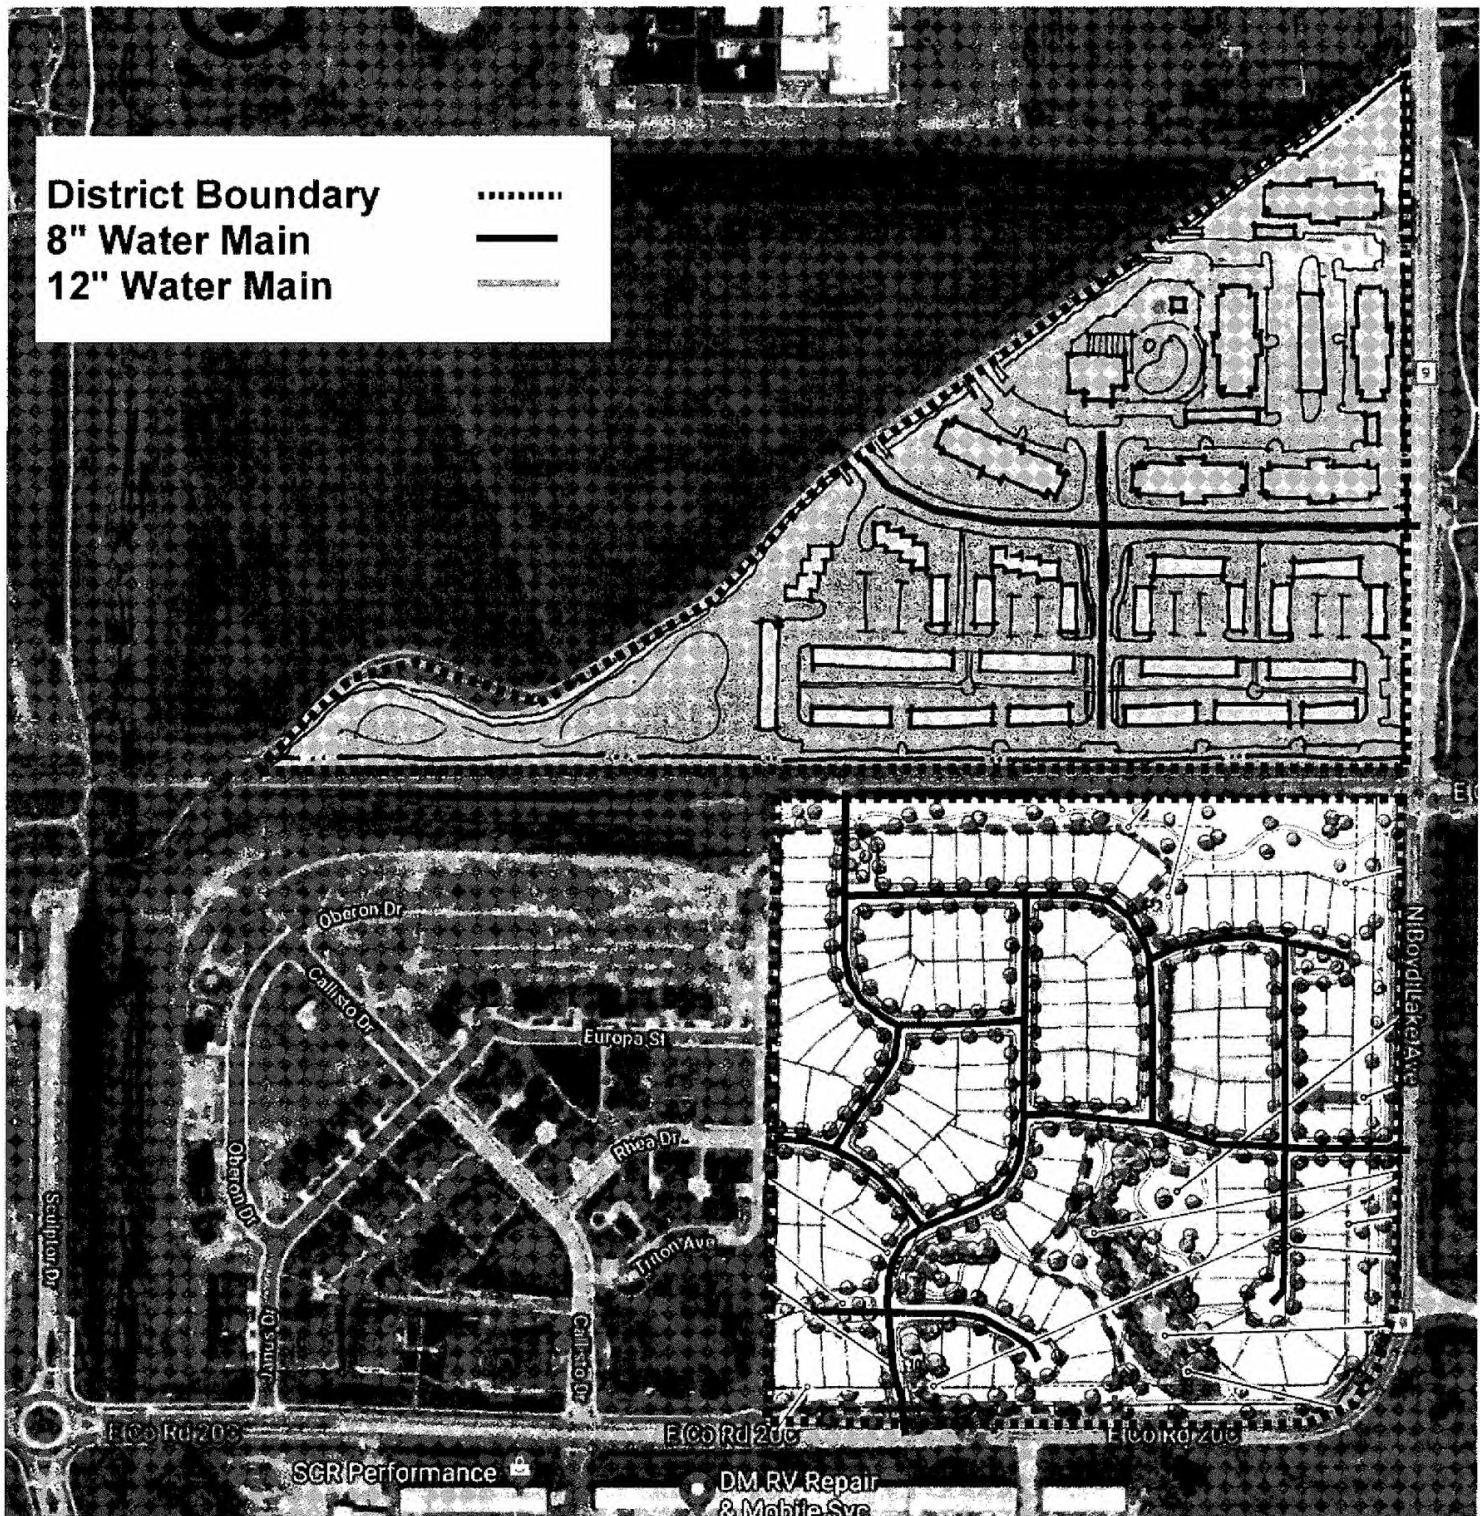 District Boundary
8" Water Main
12" Water Main
Oberon Dr
Callisto Dr
Europa St
N Boyd Lake Ave
Rhea Dr
Oberon Dr
Triton Ave
Sculptor Dr
Callisto Dr
E Co Rd 20C
E Co Rd 20C
E Co Rd 20C
SCR Performance
DM RV Repair
& Mobile Svc